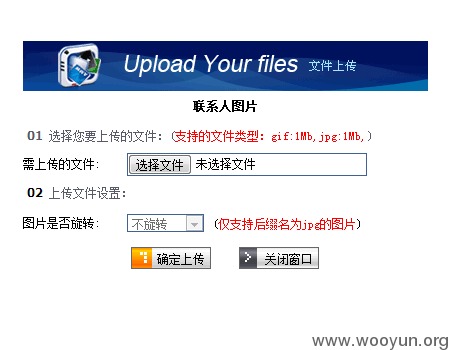 Upload Your files 文件上传
联系人图片
01 选择您要上传的文件：(支持的文件类型：gif:1Mb,jpg:1Mb,)
需上传的文件： 选择文件 未选择文件
02 上传文件设置：
图片是否旋转： 不旋转 (仅支持后缀名为jpg的图片)
确定上传 关闭窗口
www.wooyun.org